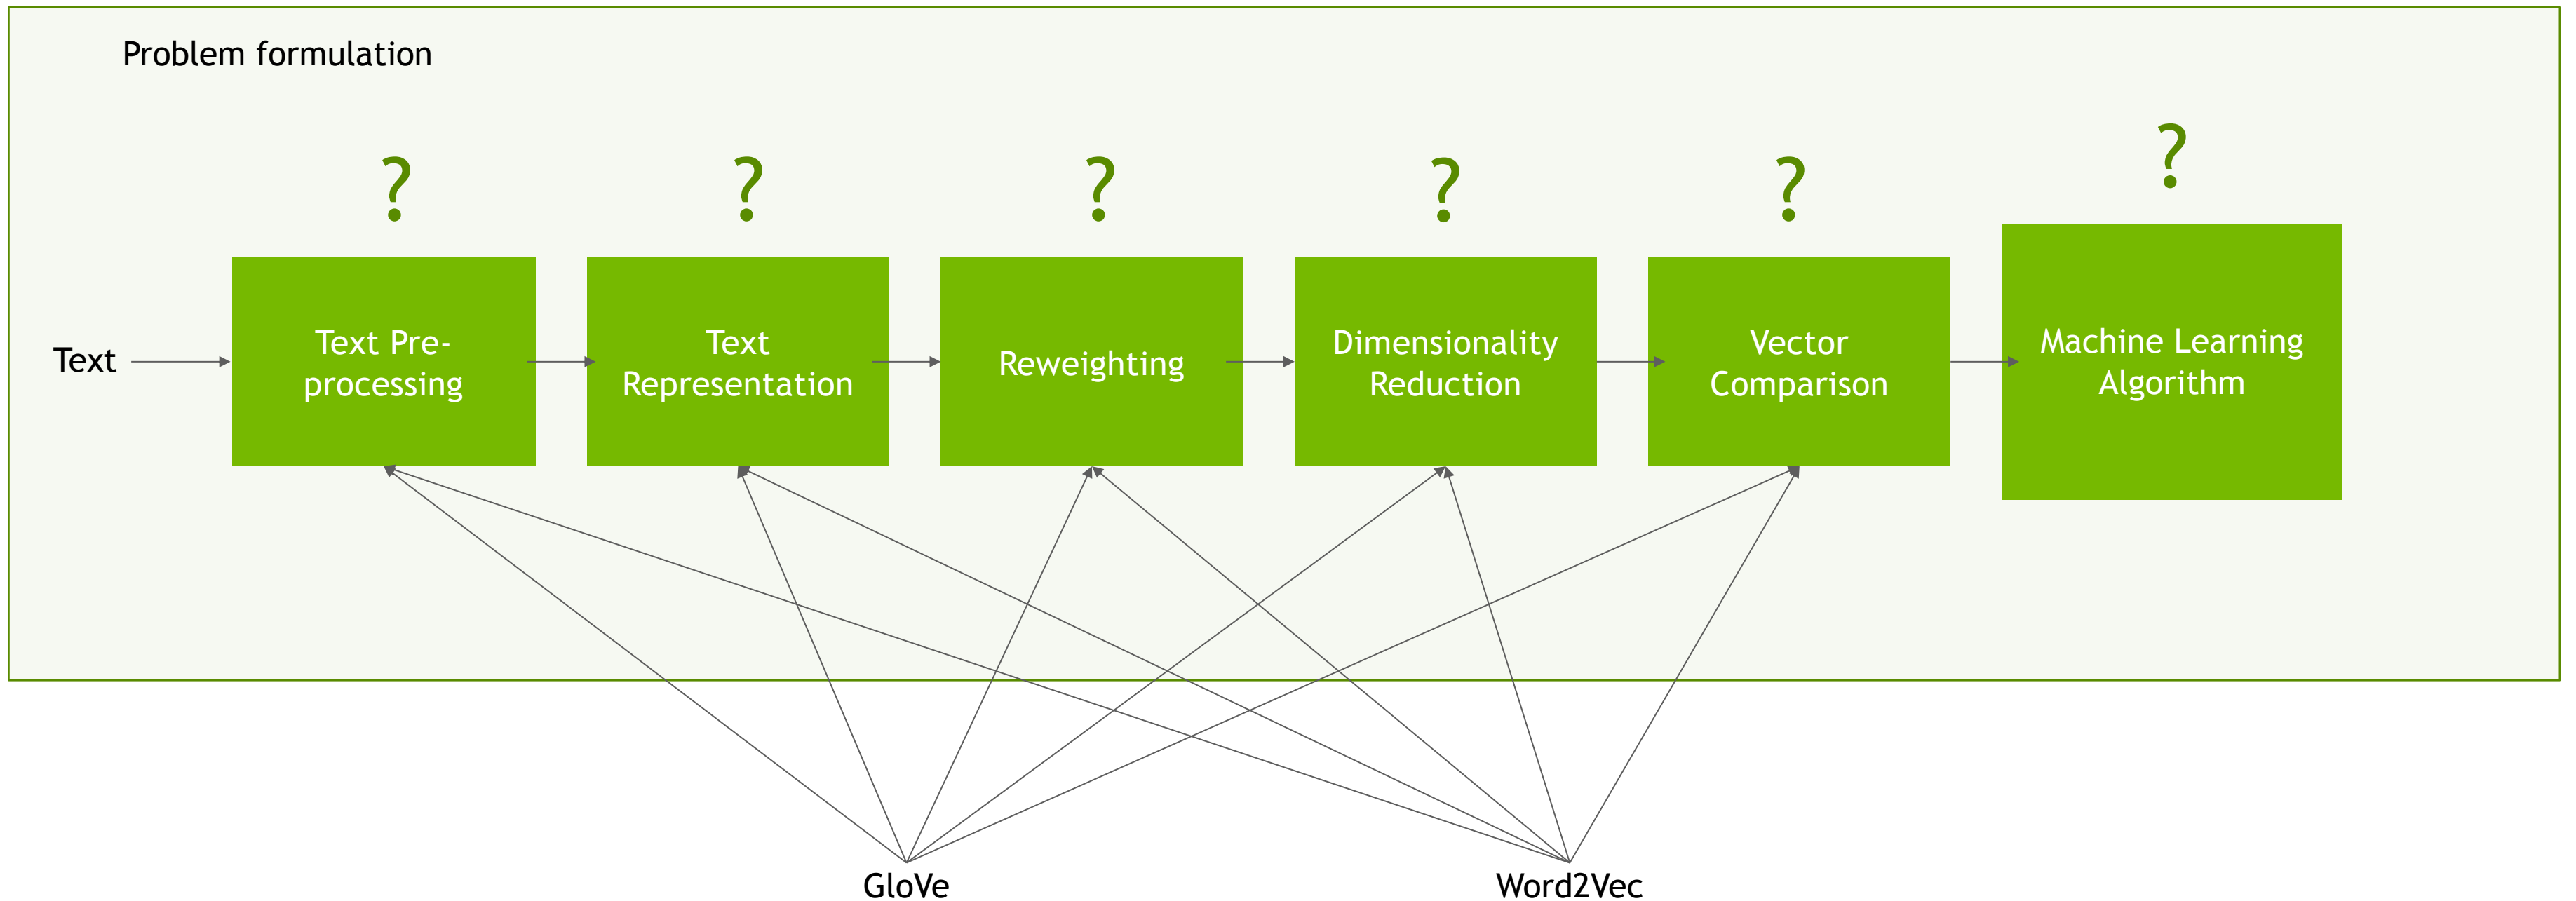 Problem formulation
?
?
?
?
?
?
Text
Text Pre-
processing
Text
Representation
Reweighting
Dimensionality
Reduction
Vector
Comparison
Machine Learning
Algorithm
GloVe
Word2Vec